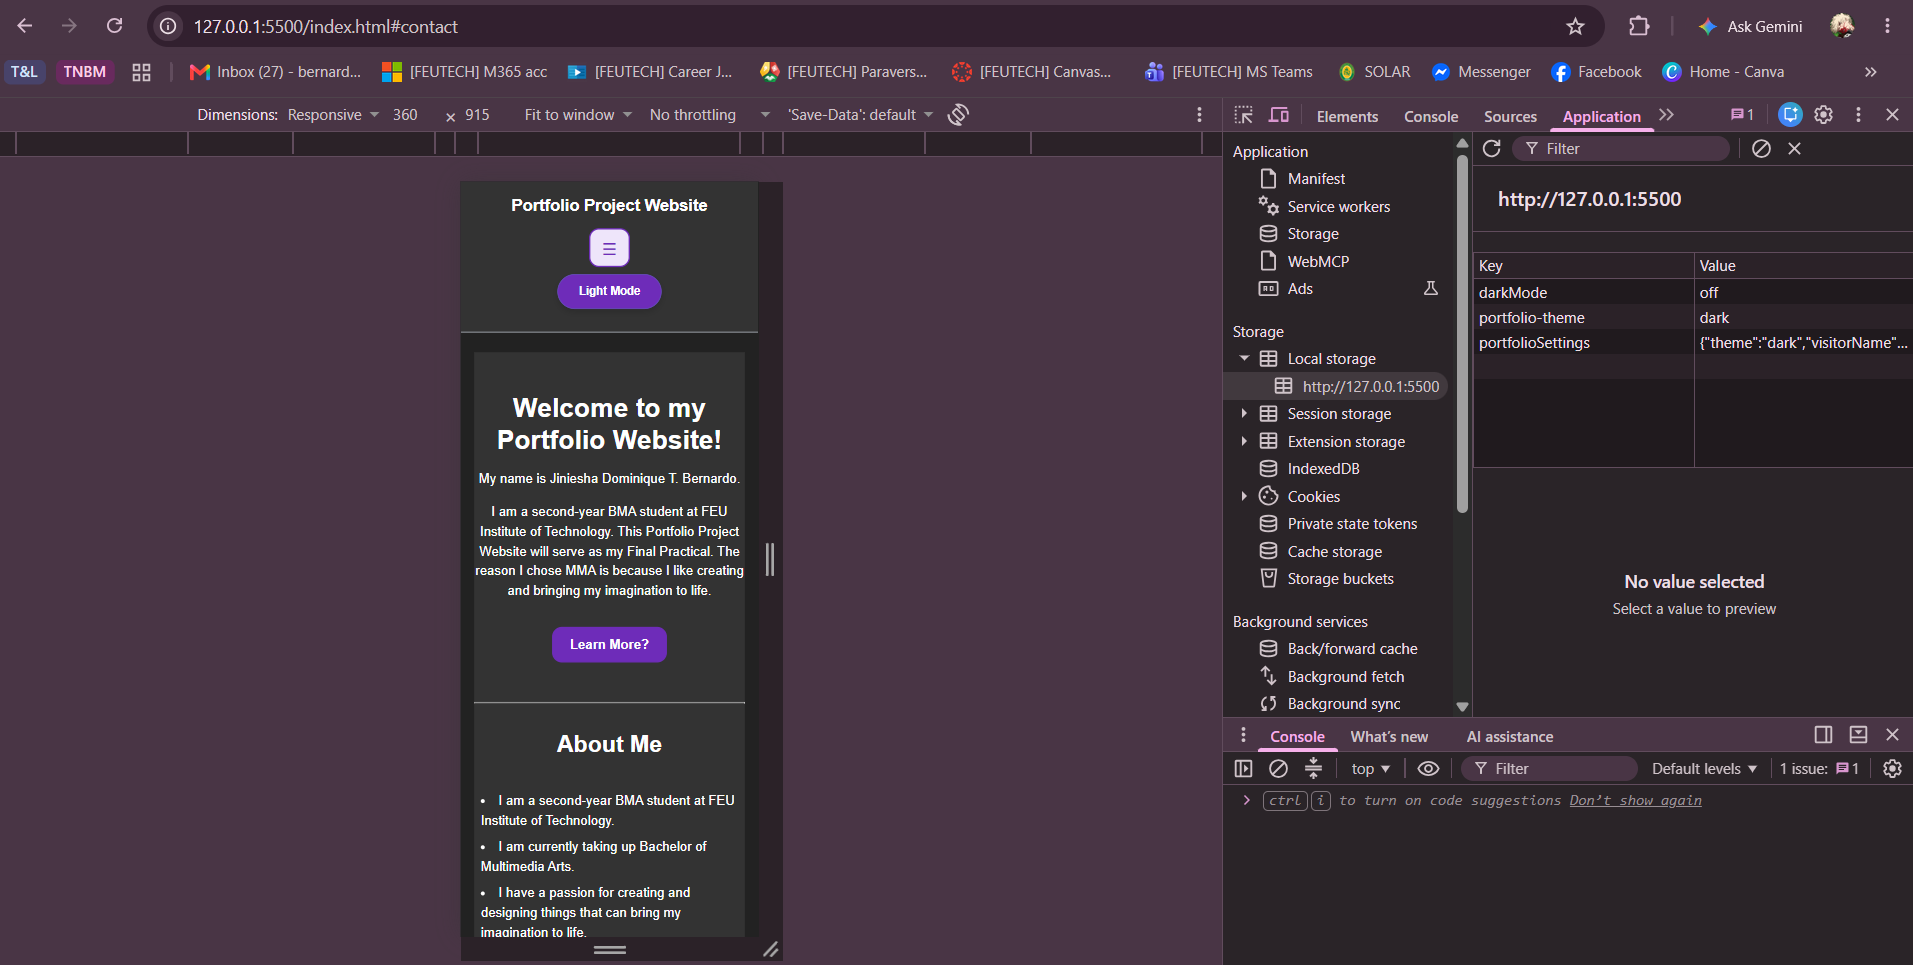 127.0.0.1:5500/index.html#contact
Ask Gemini
T&L
TNBM
Inbox (27) - bernard...
[FEUTECH] M365 acc
[FEUTECH] Career J...
[FEUTECH] Paravers...
[FEUTECH] Canvas...
[FEUTECH] MS Teams
SOLAR
Messenger
Facebook
Home - Canva
Dimensions: Responsive 360 × 915 Fit to window No throttling 'Save-Data': default
Portfolio Project Website
☰
Light Mode
Welcome to my
Portfolio Website!
My name is Jiniesha Dominique T. Bernardo.
I am a second-year BMA student at FEU
Institute of Technology. This Portfolio Project
Website will serve as my Final Practical. The
reason I chose MMA is because I like creating
and bringing my imagination to life.
Learn More?
About Me
• I am a second-year BMA student at FEU
Institute of Technology.
• I am currently taking up Bachelor of
Multimedia Arts.
• I have a passion for creating and
designing things that can bring my
imagination to life.
Elements Console Sources Application 1
Application
Manifest
Service workers
Storage
WebMCP
Ads
Storage
Local storage
http://127.0.0.1:5500
Session storage
Extension storage
IndexedDB
Cookies
Private state tokens
Cache storage
Storage buckets
Background services
Back/forward cache
Background fetch
Background sync
Filter
http://127.0.0.1:5500
Key Value
darkMode off
portfolio-theme dark
portfolioSettings {"theme":"dark","visitorName"...
No value selected
Select a value to preview
Console What's new AI assistance
top Filter Default levels 1 issue: 1
ctrl i to turn on code suggestions Don't show again